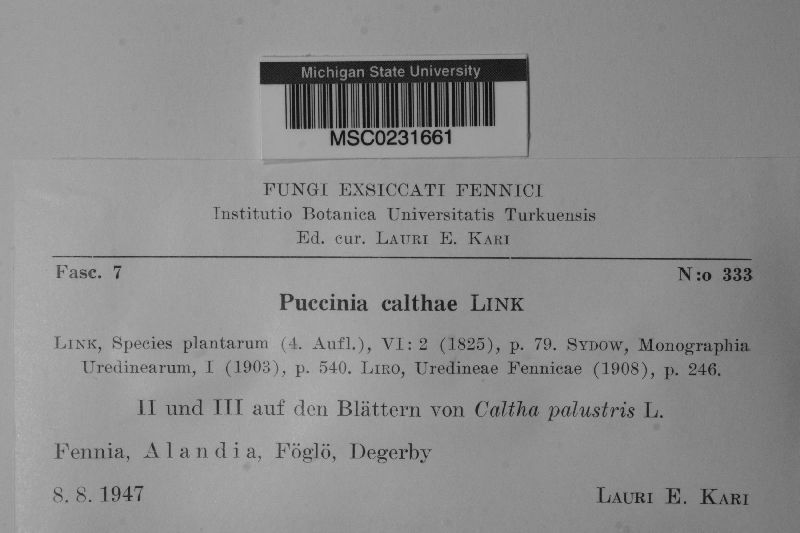 Michigan State University
MSC0231661
FUNGI EXSICCATI FENNICI
Institutio Botanica Universitatis Turkuensis
Ed. cur. LAURI E. KARI
Fasc. 7 N:o 333
Puccinia calthae LINK
LINK, Species plantarum (4. Aufl.), VI: 2 (1825), p. 79. SYDOW, Monographia
Uredinearum, I (1903), p. 540. LIRO, Uredineae Fennicae (1908), p. 246.
II und III auf den Blättern von Caltha palustris L.
Fennia, Alandia, Föglö, Degerby
8. 8. 1947 LAURI E. KARI